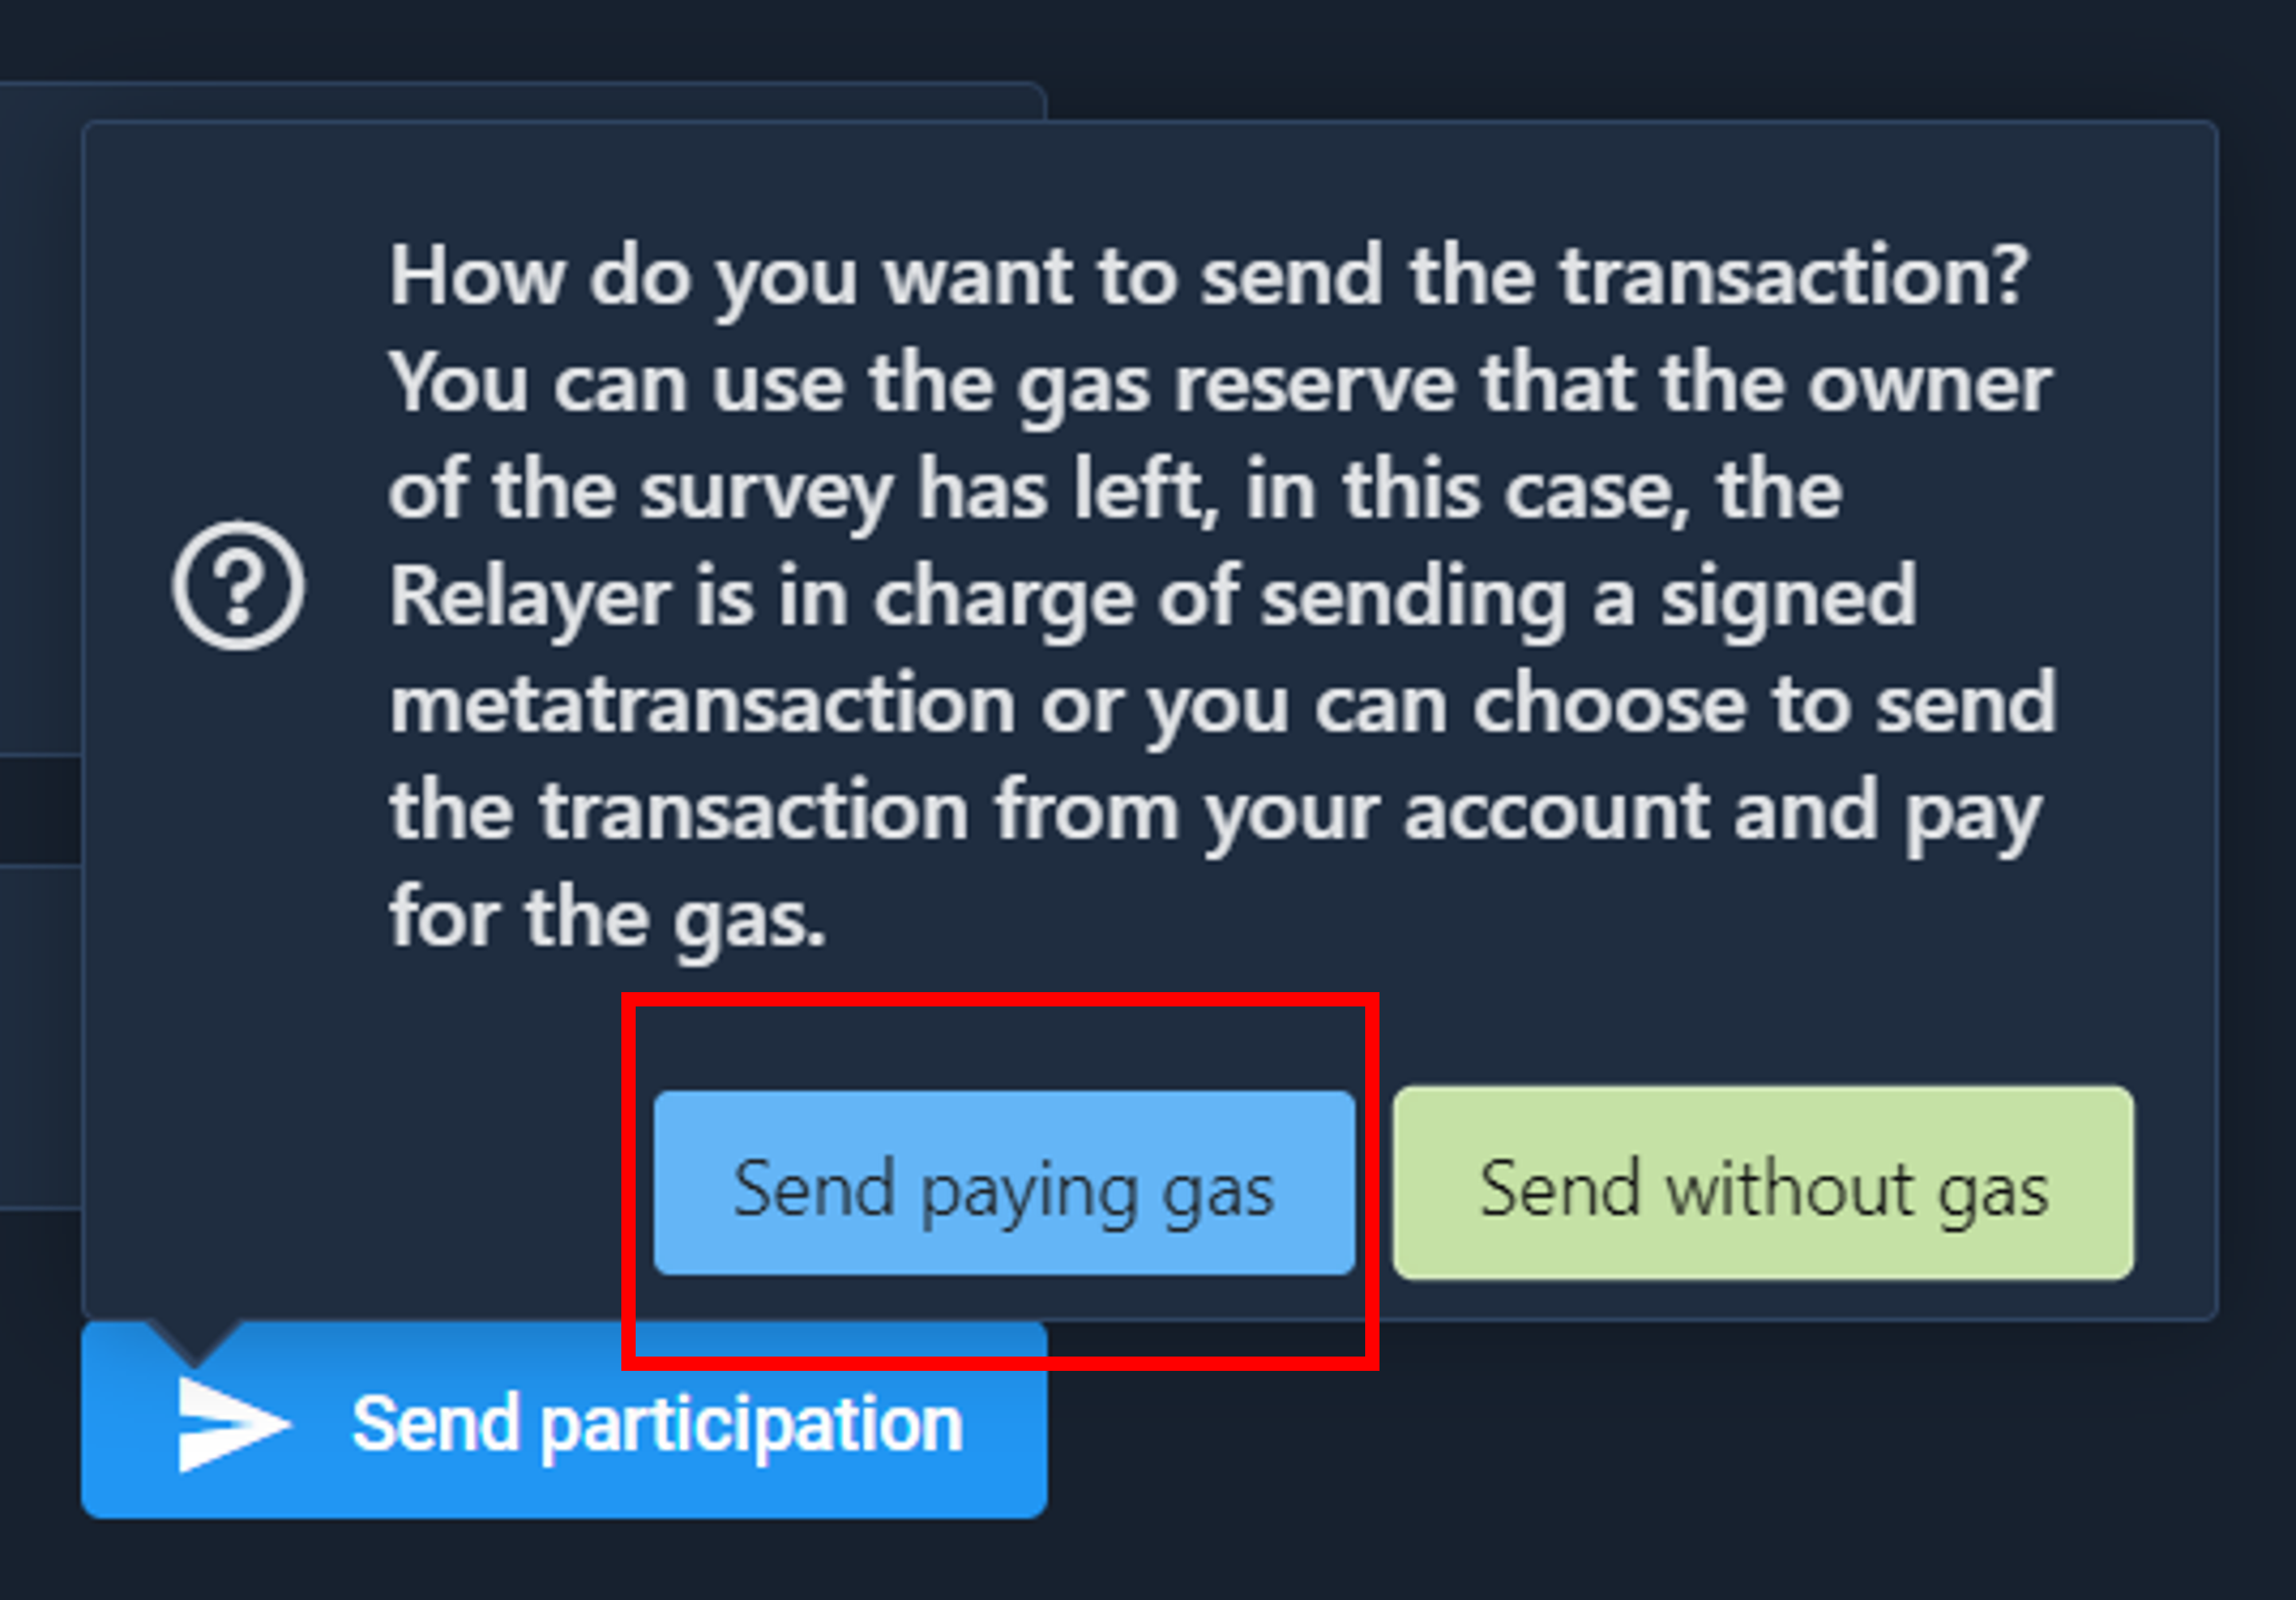 How do you want to send the transaction?
You can use the gas reserve that the owner
of the survey has left, in this case, the
Relayer is in charge of sending a signed
metatransaction or you can choose to send
the transaction from your account and pay
for the gas.
Send paying gas
Send without gas
Send participation